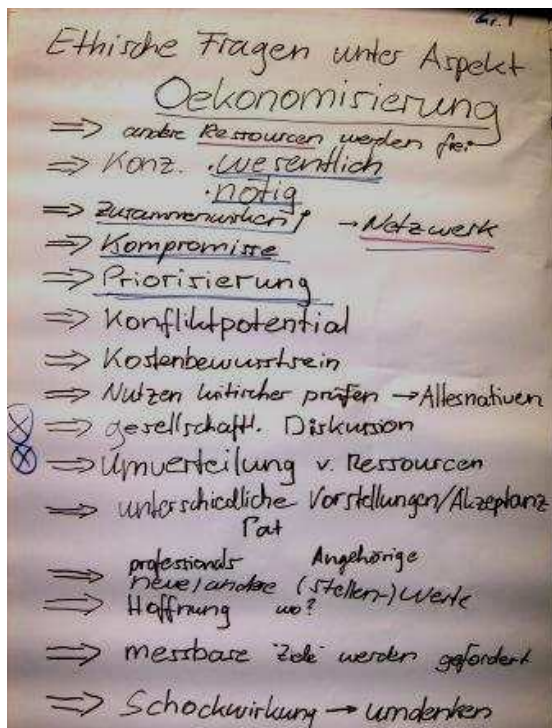 Gr. 1
Ethische Fragen unter Aspekt
Oekonomisierung
⇒ andere Ressourcen werden frei
⇒ Konz. · wesentlich
· nötig
⇒ Zusammenwirken! → Netzwerk
⇒ Kompromisse
⇒ Priorisierung
⇒ Konfliktpotential
⇒ Kostenbewusstsein
⇒ Nutzen kritischer prüfen → Alternativen
⇒ gesellschaftl. Diskussion
⇒ Umverteilung v. Ressourcen
⇒ unterschiedliche Vorstellungen/Akzeptanz
Pat
professionals Angehörige
⇒ neue/andere (Stellen-)Werte
⇒ Hoffnung wo?
⇒ messbare Ziele werden gefordert
⇒ Schockwirkung → umdenken